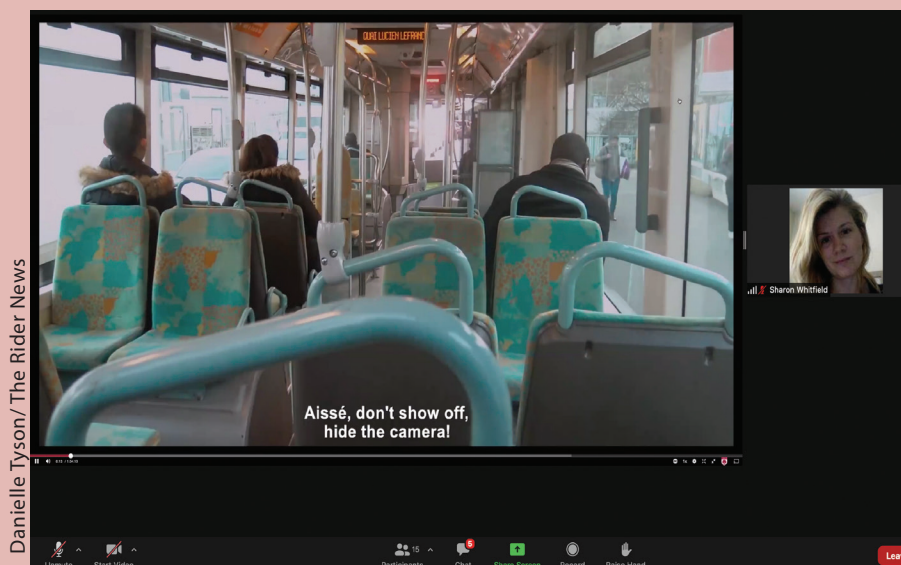 Danielle Tyson/ The Rider News
QUAI LUCIEN LEFRANC
Aissé, don't show off,
hide the camera!
Sharon Whitfield
15
5
Unmute
Start Video
Participants
Chat
Share Screen
Record
Raise Hand
Leav